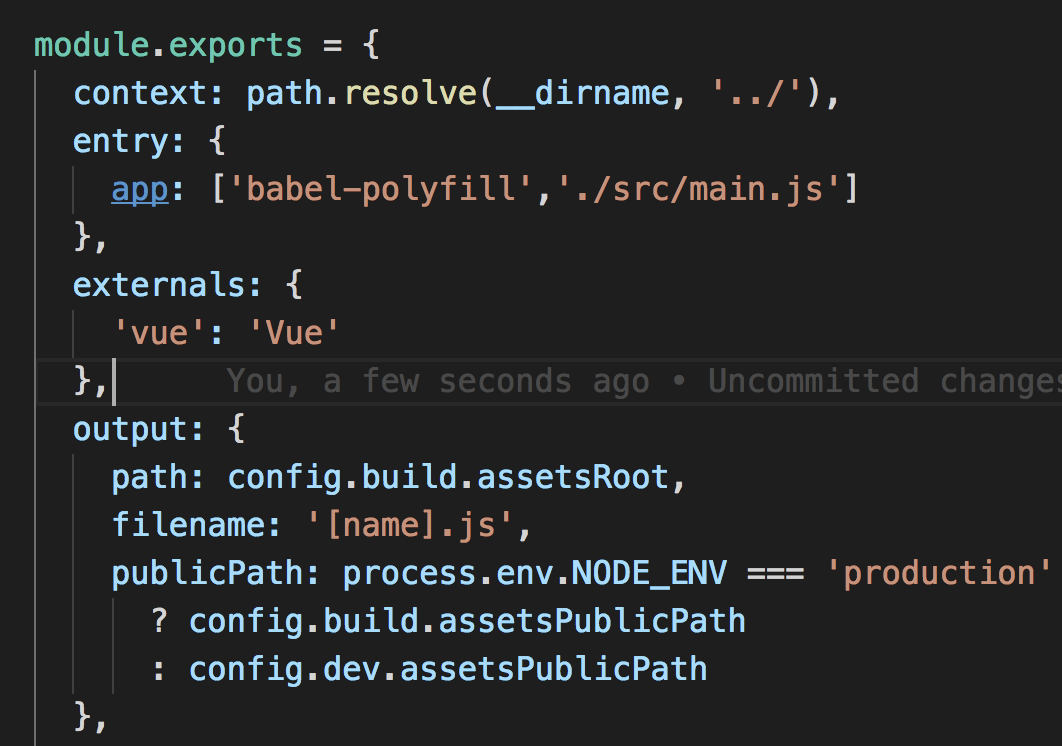 module.exports = {
  context: path.resolve(__dirname, '../'),
  entry: {
    app: ['babel-polyfill','./src/main.js']
  },
  externals: {
    'vue': 'Vue'
  },      You, a few seconds ago • Uncommitted changes
  output: {
    path: config.build.assetsRoot,
    filename: '[name].js',
    publicPath: process.env.NODE_ENV === 'production'
      ? config.build.assetsPublicPath
      : config.dev.assetsPublicPath
  },